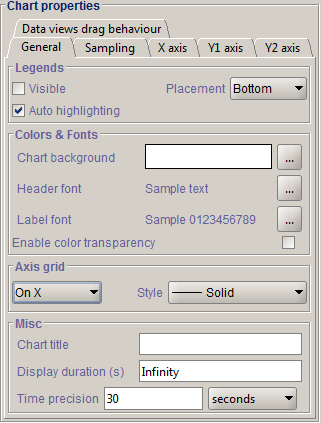 Chart properties
Data views drag behaviour
General Sampling X axis Y1 axis Y2 axis
Legends
Visible Placement Bottom
Auto highlighting
Colors & Fonts
Chart background ...
Header font Sample text ...
Label font Sample 0123456789 ...
Enable color transparency
Axis grid
On X Style Solid
Misc
Chart title
Display duration (s) Infinity
Time precision 30 seconds